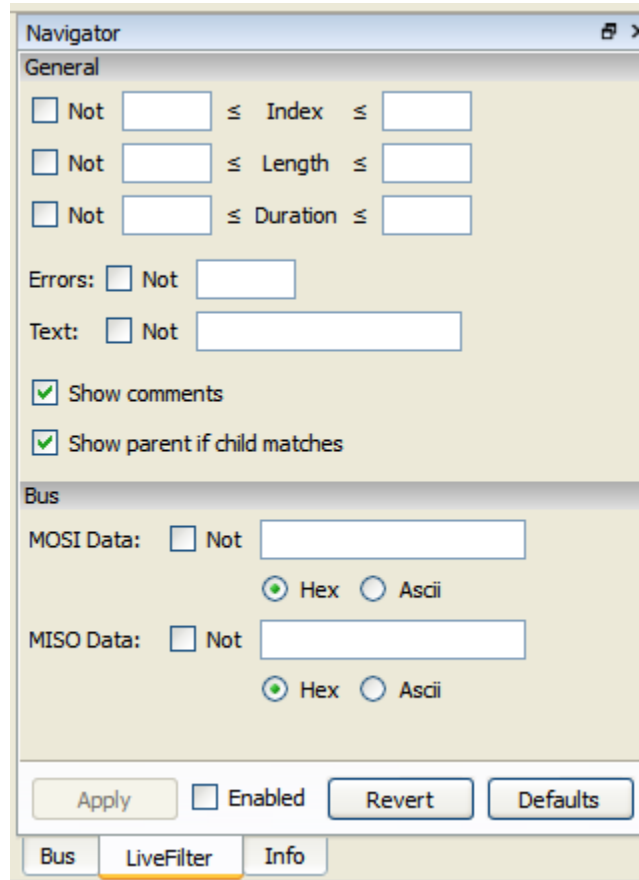 Navigator
General
Not ≤ Index ≤
Not ≤ Length ≤
Not ≤ Duration ≤
Errors: Not
Text: Not
Show comments
Show parent if child matches
Bus
MOSI Data: Not
Hex Ascii
MISO Data: Not
Hex Ascii
Apply Enabled Revert Defaults
Bus LiveFilter Info